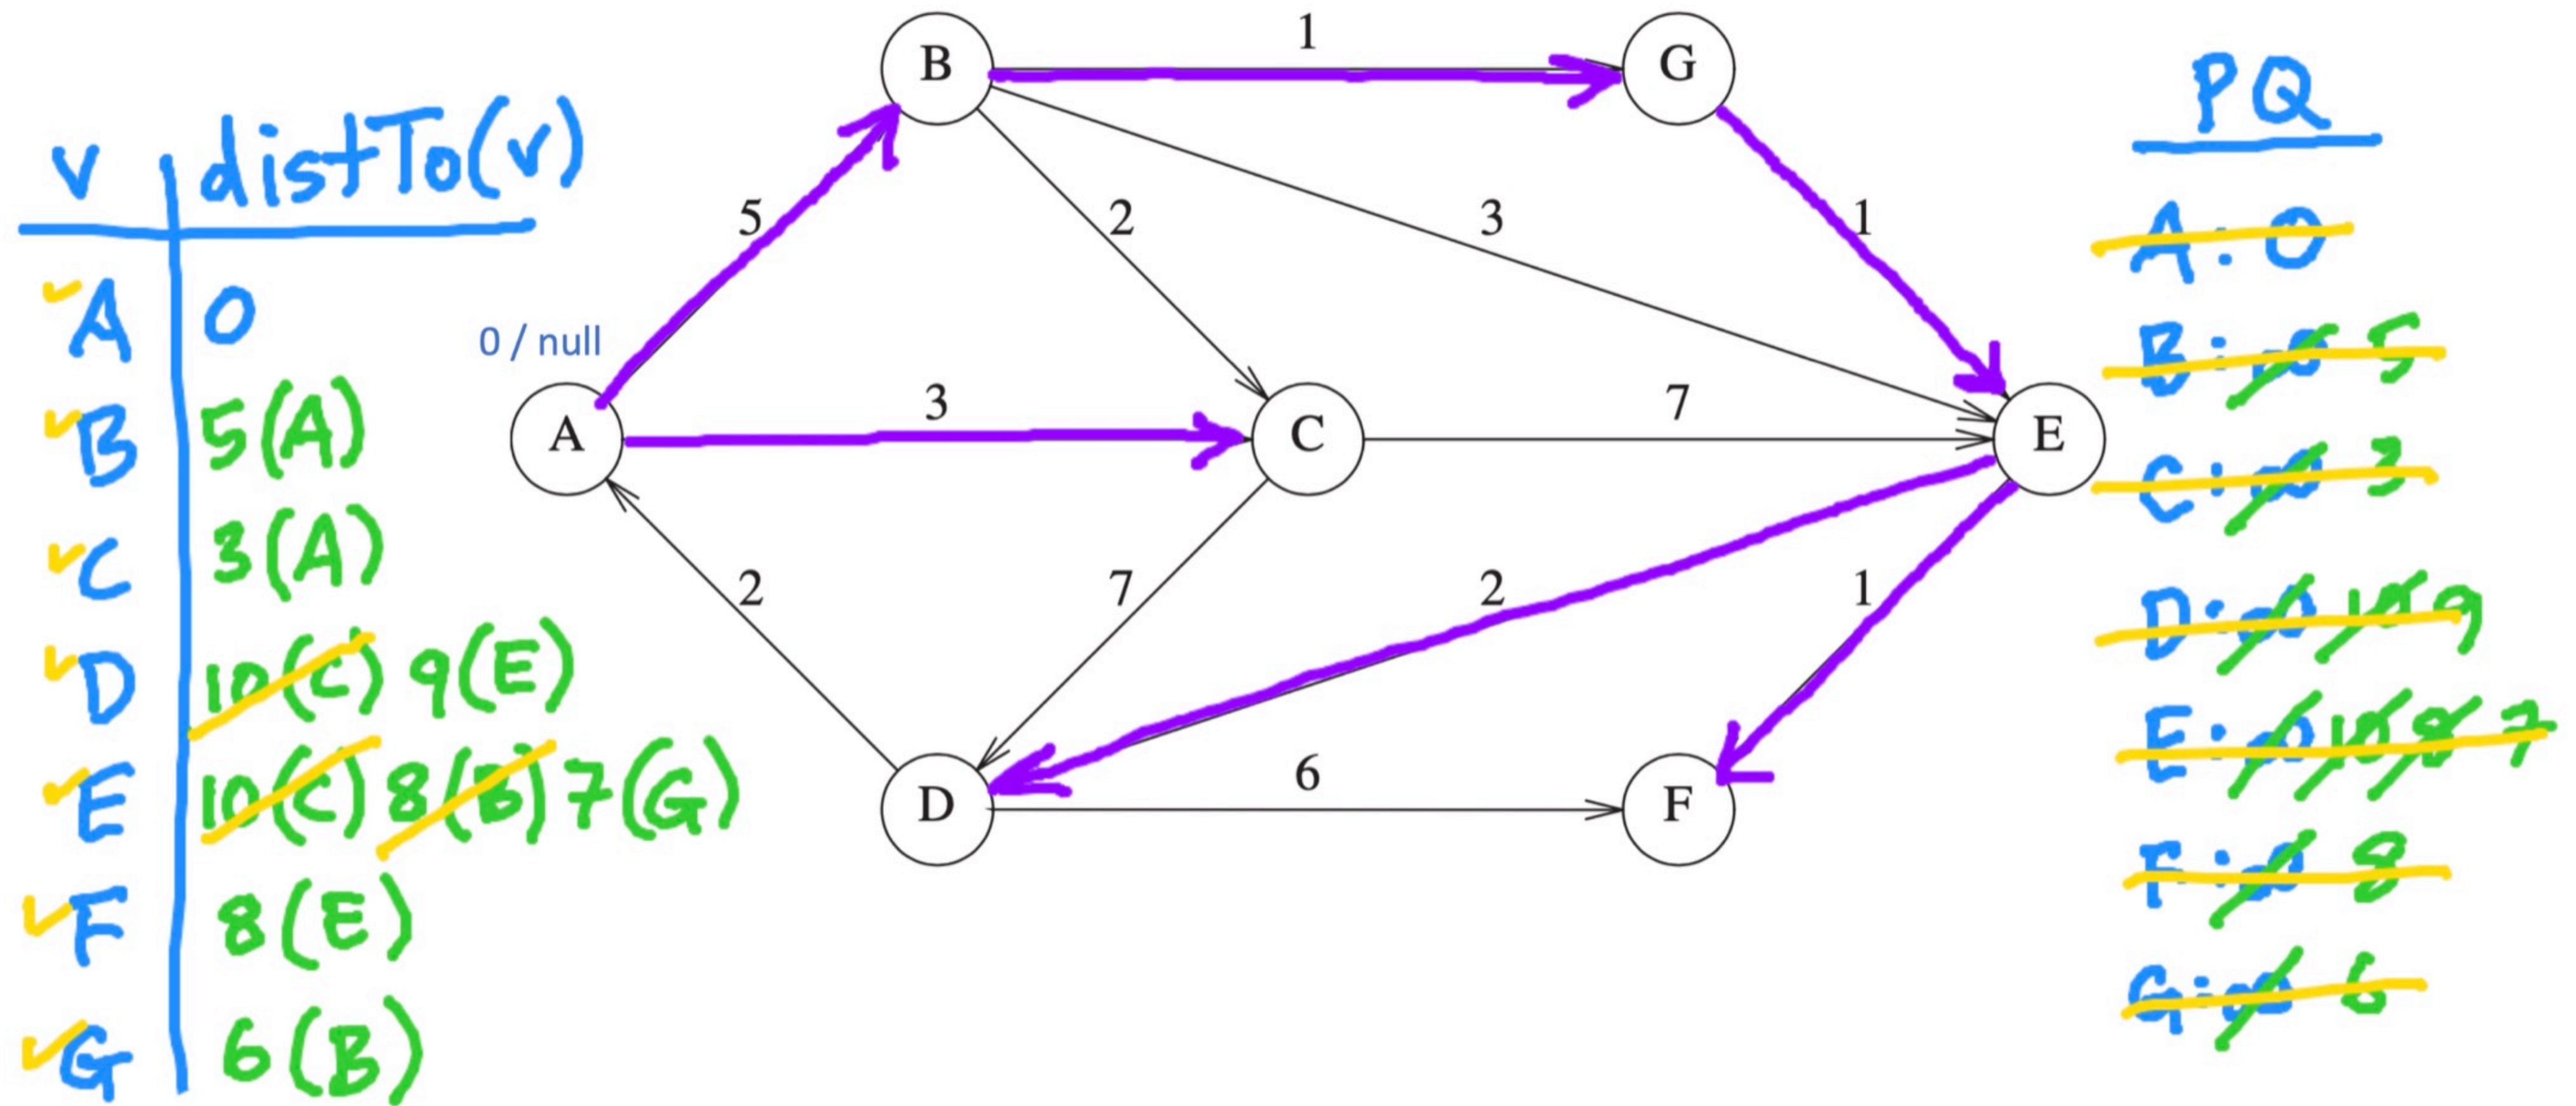 v distTo(v)
A 0
B 5(A)
C 3(A)
D 10(C) 9(E)
E 10(C) 8(B) 7(G)
F 8(E)
G 6(B)
0 / null
B
1
G
5
2
3
1
A
3
C
7
E
2
7
2
1
D
6
F
PQ
A: 0
B: ∞ 5
C: ∞ 3
D: ∞ 10 9
E: ∞ 10 8 7
F: ∞ 8
G: ∞ 6